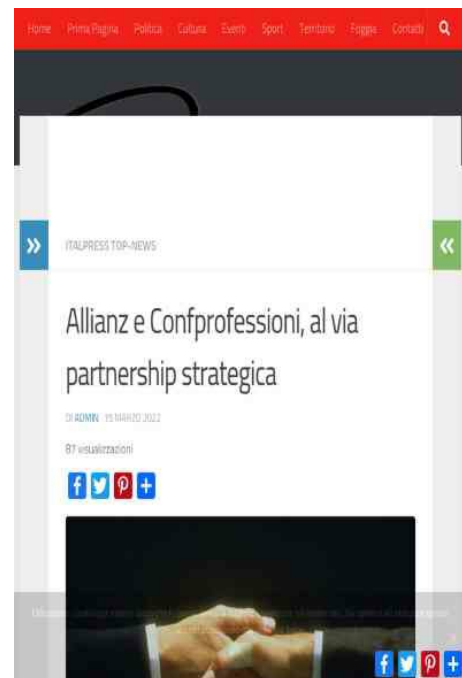 Home Prima Pagina Politica Cultura Eventi Sport Territorio Foggia Contatti
ITALPRESS TOP-NEWS
Allianz e Confprofessioni, al via
partnership strategica
DI ADMIN · 15 MARZO 2022
87 visualizzazioni